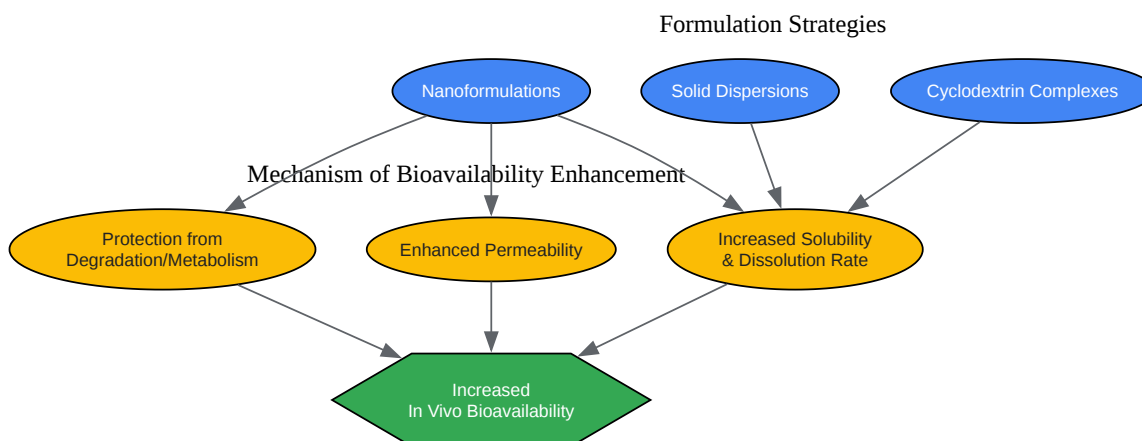 Formulation Strategies
Nanoformulations
Solid Dispersions
Cyclodextrin Complexes
Mechanism of Bioavailability Enhancement
Protection from
Degradation/Metabolism
Enhanced Permeability
Increased Solubility
& Dissolution Rate
Increased
In Vivo Bioavailability